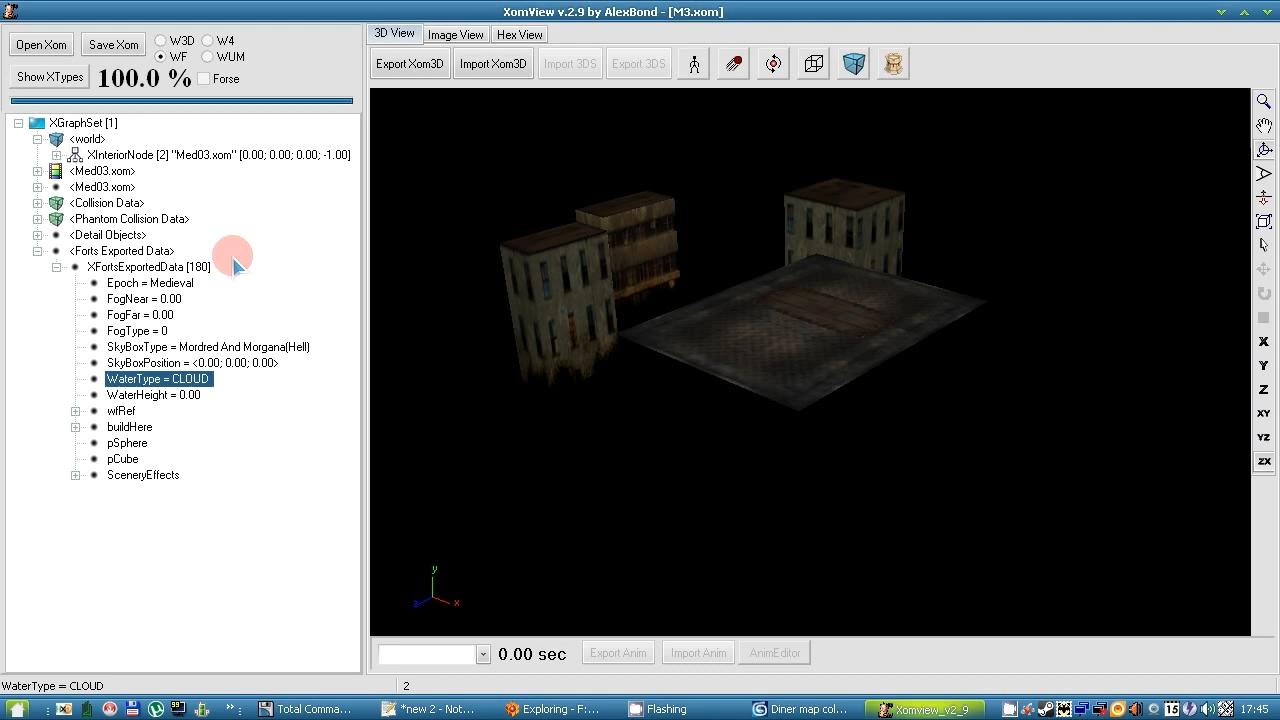 XomView v.2.9 by AlexBond - [M3.xom]
Open Xom
Save Xom
W3D
W4
WF
WUM
Show XTypes
100.0 %
Forse
3D View
Image View
Hex View
Export Xom3D
Import Xom3D
Import 3DS
Export 3DS
XGraphSet [1]
<world>
XInteriorNode [2] "Med03.xom" [0.00; 0.00; 0.00; -1.00]
<Med03.xom>
<Med03.xom>
<Collision Data>
<Phantom Collision Data>
<Detail Objects>
<Forts Exported Data>
XFortsExportedData [180]
Epoch = Medieval
FogNear = 0.00
FogFar = 0.00
FogType = 0
SkyBoxType = Mordred And Morgana(Hell)
SkyBoxPosition = <0.00; 0.00; 0.00>
WaterType = CLOUD
WaterHeight = 0.00
wfRef
buildHere
pSphere
pCube
SceneryEffects
y
z
x
X
Y
Z
XY
YZ
ZX
0.00 sec
Export Anim
Import Anim
AnimEditor
WaterType = CLOUD
2
Total Comma...
*new 2 - Not...
Exploring - F:...
Flashing
Diner map col...
Xomview_v2_9
15
17:45